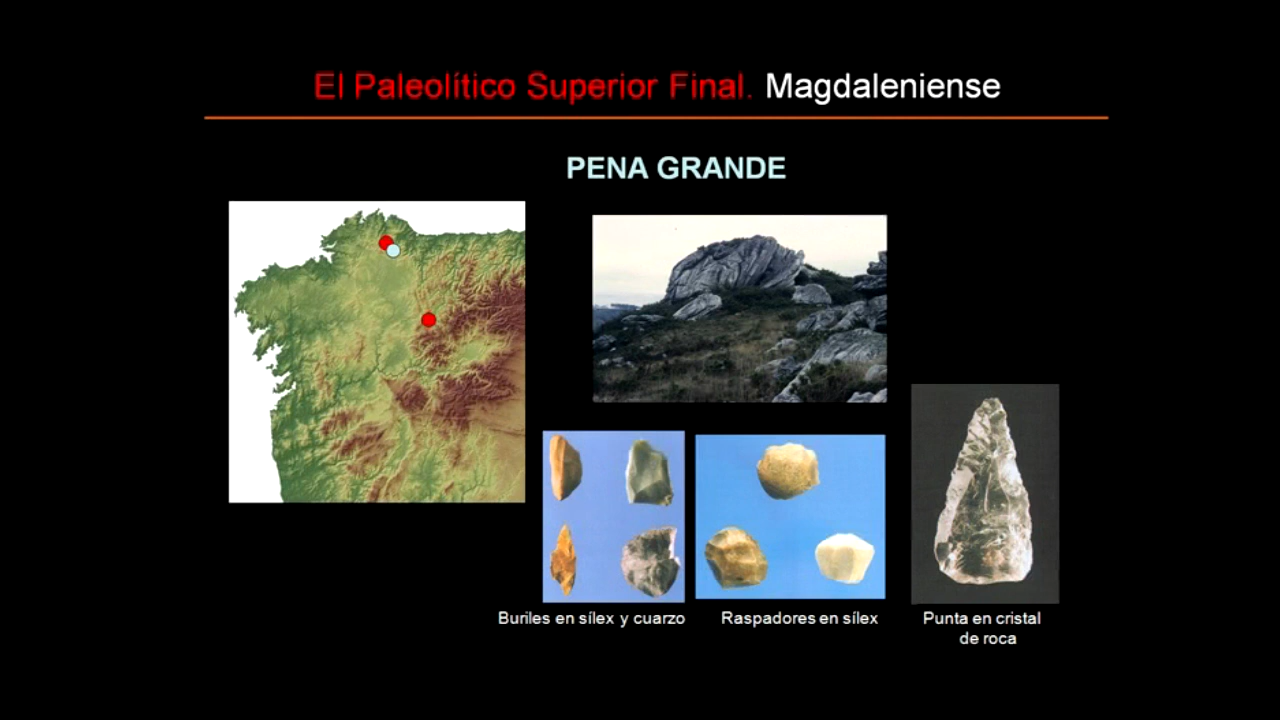 El Paleolítico Superior Final. Magdaleniense
PENA GRANDE
Buriles en sílex y cuarzo
Raspadores en sílex
Punta en cristal
de roca